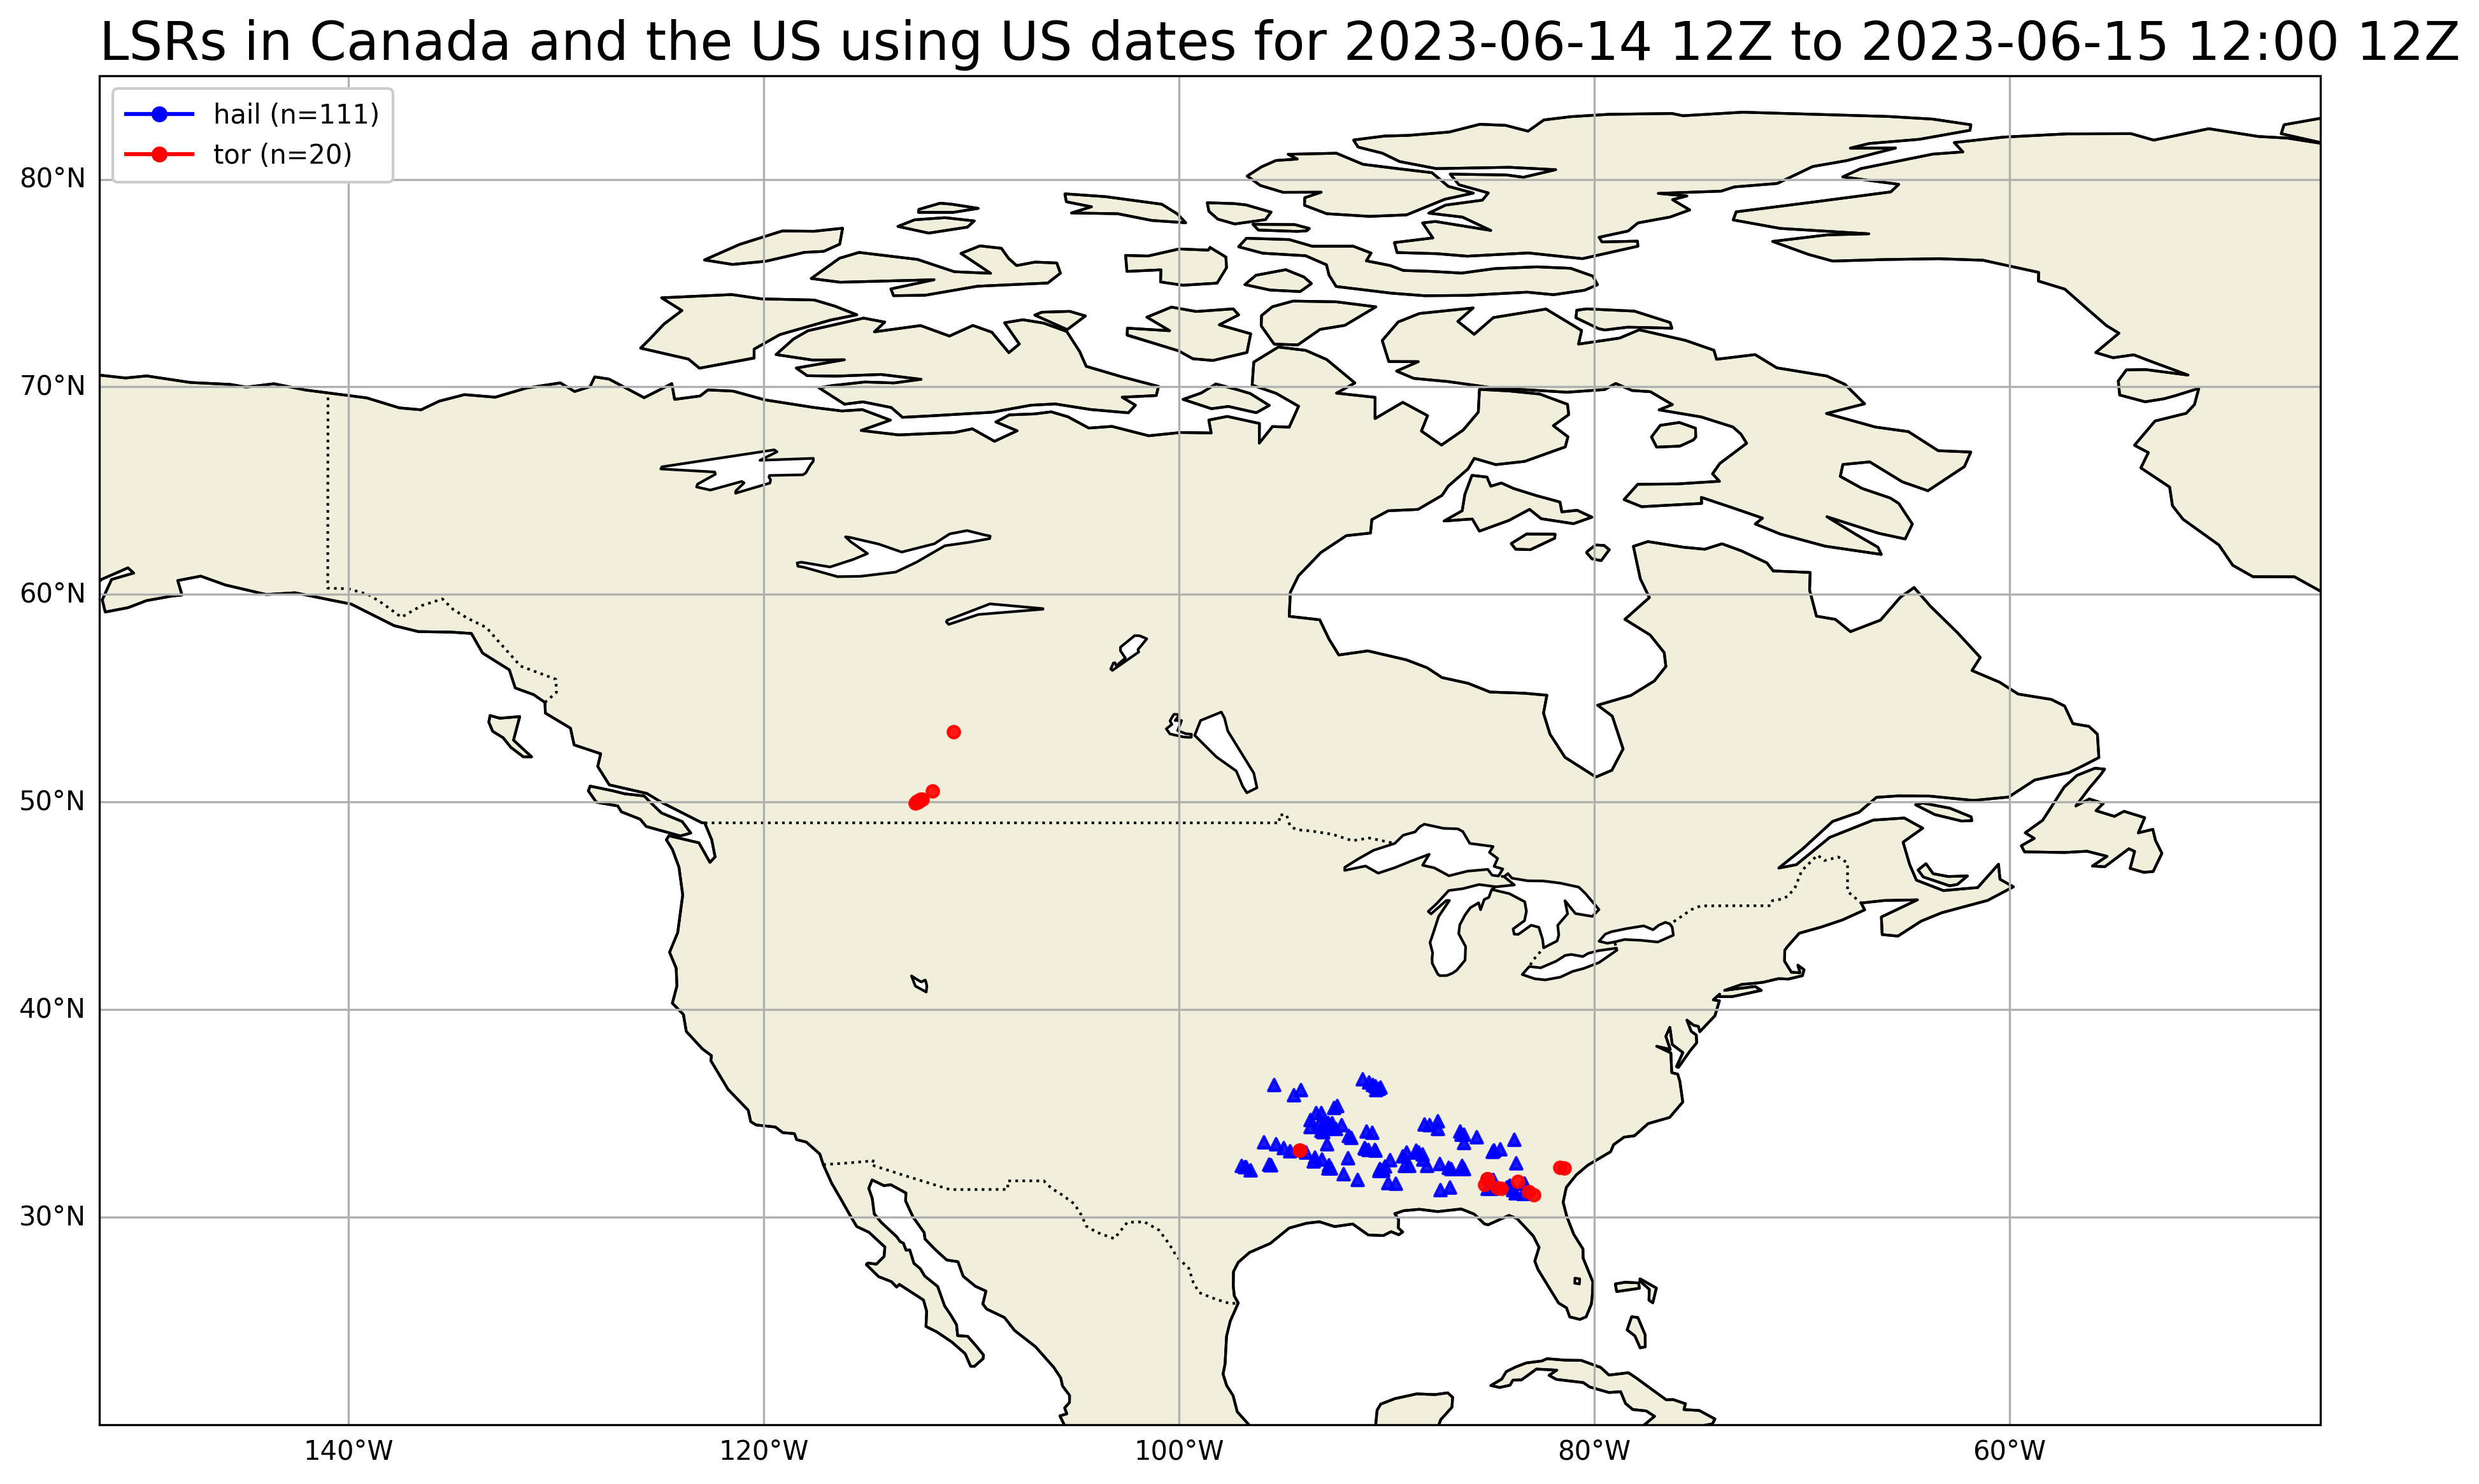 LSRs in Canada and the US using US dates for 2023-06-14 12Z to 2023-06-15 12:00 12Z
hail (n=111)
tor (n=20)
80°N
70°N
60°N
50°N
40°N
30°N
140°W
120°W
100°W
80°W
60°W